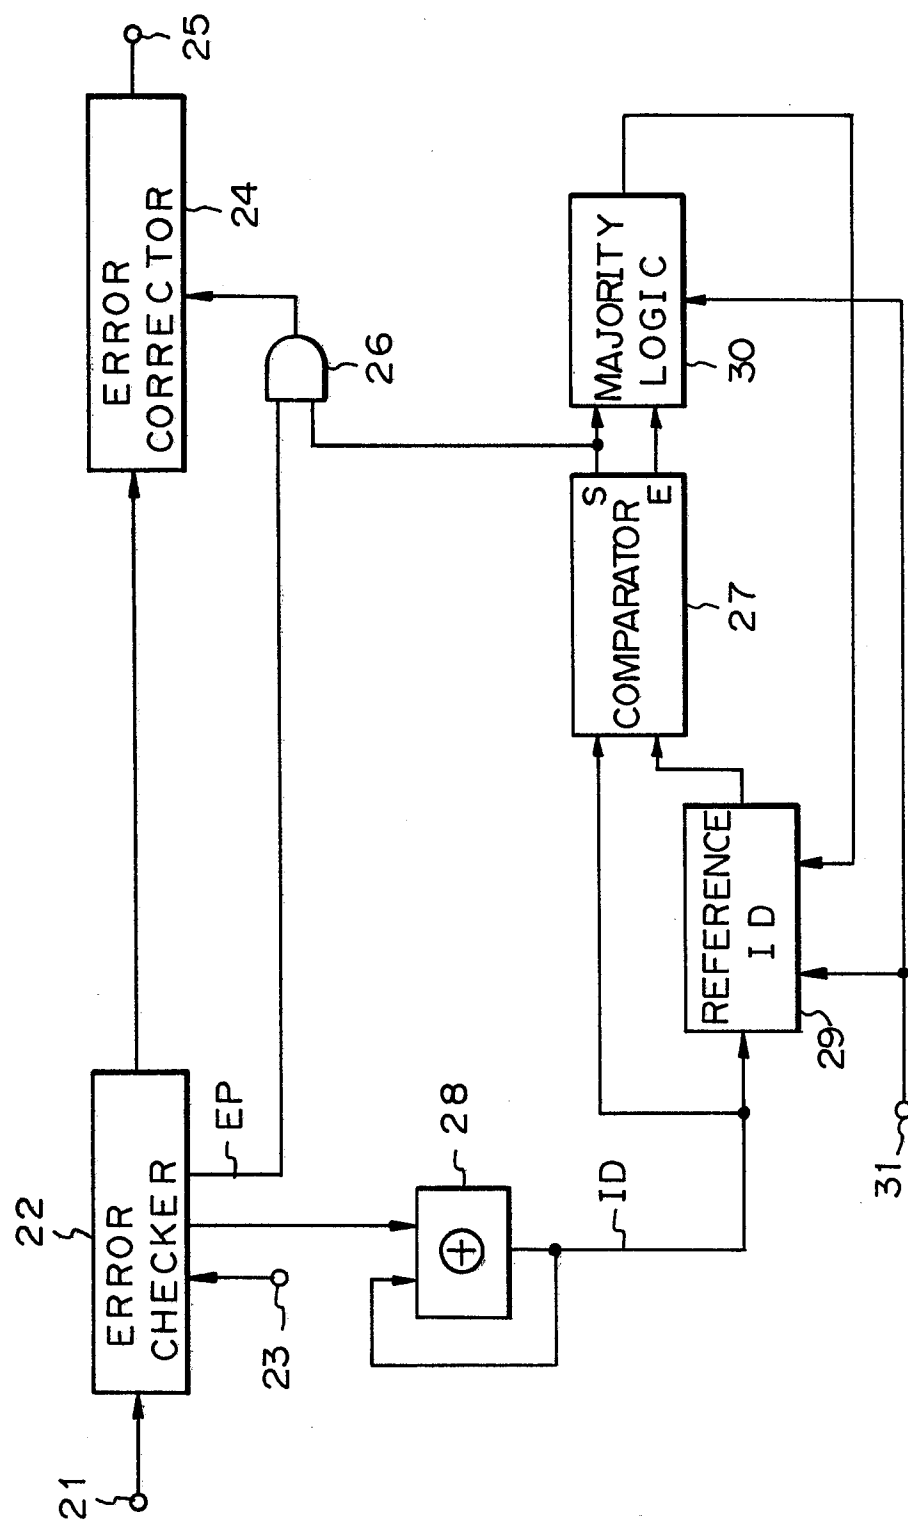 21
22
ERROR
CHECKER
23
EP
ERROR
CORRECTOR
24
25
26
28
ID
REFERENCE
ID
29
COMPARATOR
S
E
27
MAJORITY
LOGIC
30
31